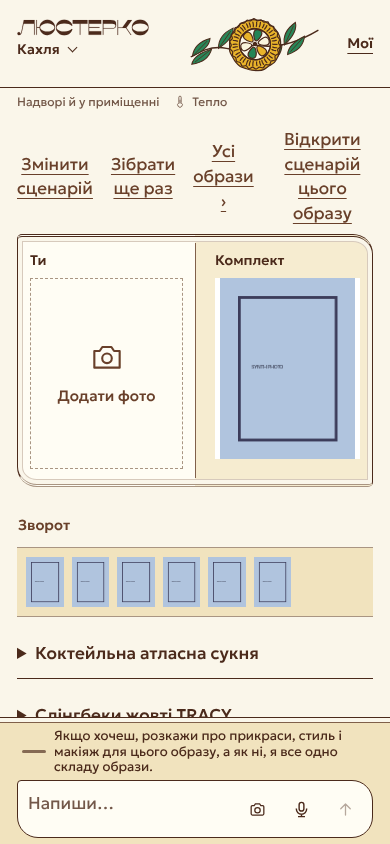 ЛЮСТЕРКО
Кахля
Мої
Надворі й у приміщенні
Тепло
Змінити
сценарій
Зібрати
ще раз
Усі
образи
›
Відкрити
сценарій
цього
образу
Ти
Комплект
Додати фото
Зворот
Коктейльна атласна сукня
Слінгбеки жовті TRACY
Якщо хочеш, розкажи про прикраси, стиль і
макіяж для цього образу, а як ні, я все одно
складу образи.
Напиши...